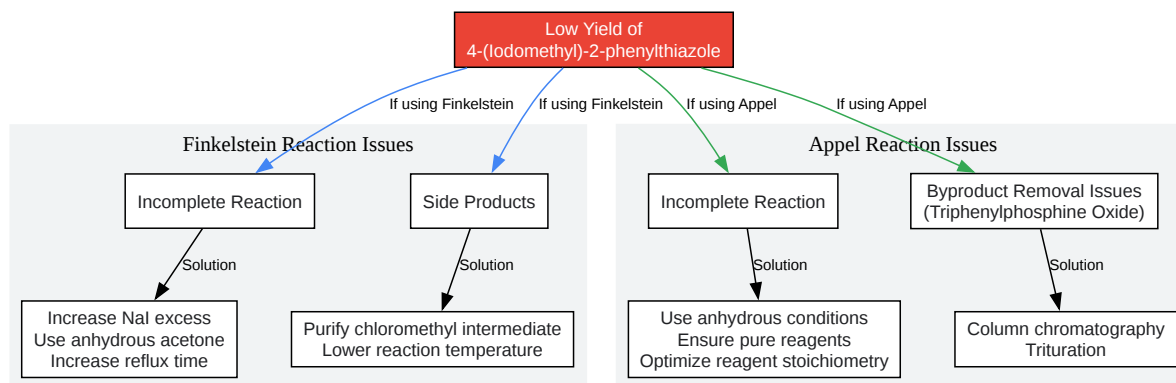 Low Yield of
4-(Iodomethyl)-2-phenylthiazole
If using Finkelstein
If using Finkelstein
If using Appel
If using Appel
Finkelstein Reaction Issues
Appel Reaction Issues
Incomplete Reaction
Side Products
Incomplete Reaction
Byproduct Removal Issues
(Triphenylphosphine Oxide)
Solution
Solution
Solution
Solution
Increase NaI excess
Use anhydrous acetone
Increase reflux time
Purify chloromethyl intermediate
Lower reaction temperature
Use anhydrous conditions
Ensure pure reagents
Optimize reagent stoichiometry
Column chromatography
Trituration